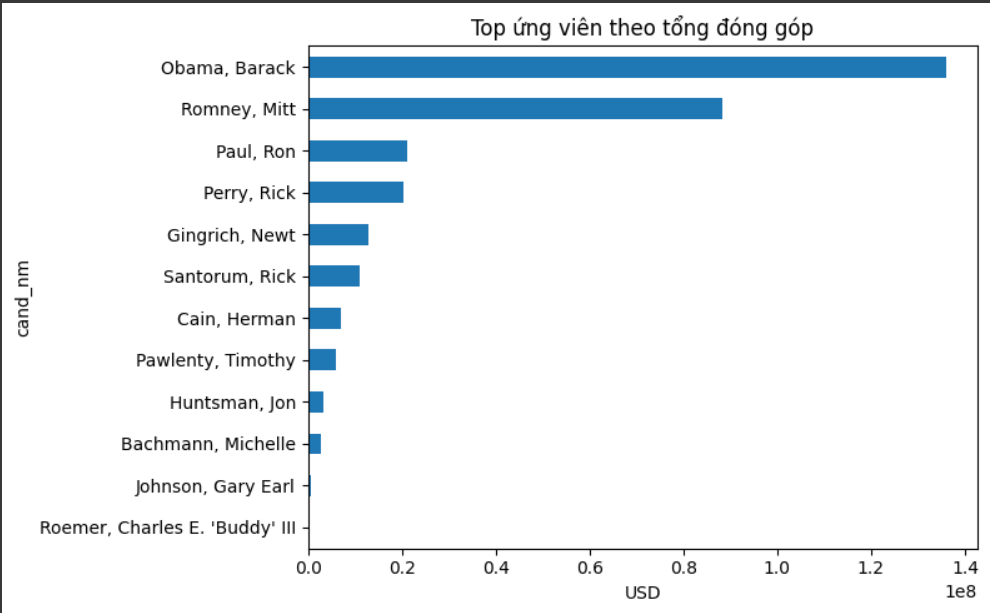 Top ứng viên theo tổng đóng góp
Obama, Barack
Romney, Mitt
Paul, Ron
Perry, Rick
Gingrich, Newt
Santorum, Rick
Cain, Herman
Pawlenty, Timothy
Huntsman, Jon
Bachmann, Michelle
Johnson, Gary Earl
Roemer, Charles E. 'Buddy' III
cand_nm
0.0 0.2 0.4 0.6 0.8 1.0 1.2 1.4
1e8
USD